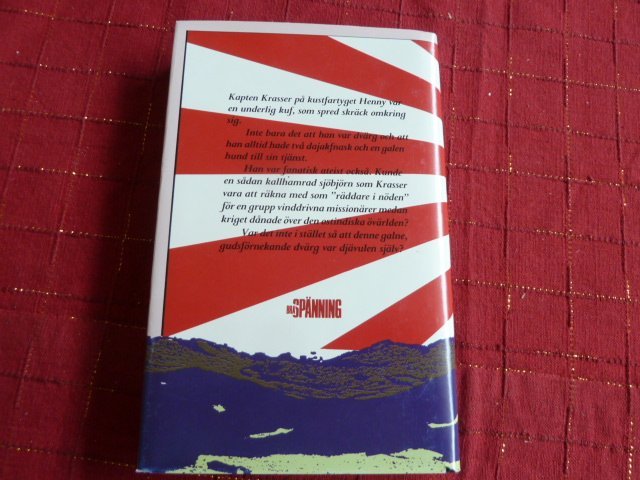 Kapten Krasser på kustfartyget Henny var
en underlig kuf, som spred skräck omkring
sig.
Inte bara det att han var dvärg och att
han alltid hade två dajakfnask och en galen
hund till sin tjänst.
Han var fanatisk ateist också. Kunde
en sådan kallhamrad sjöbjörn som Krasser
vara att räkna med som "räddare i nöden"
för en grupp vinddrivna missionärer medan
kriget dånade över den ostindiska övärlden?
Var det inte i stället så att denne galne,
gudsförnekande dvärg var djävulen själv?
BRA SPÄNNING